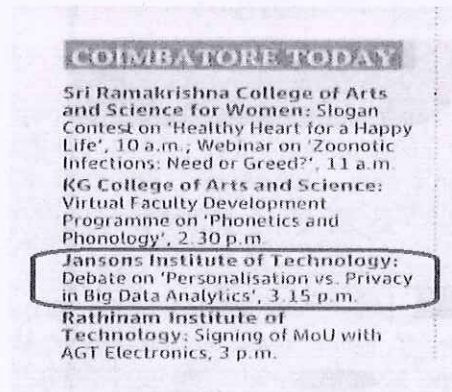 COIMBATORE TODAY
Sri Ramakrishna College of Arts
and Science for Women: Slogan
Contest on 'Healthy Heart for a Happy
Life', 10 a.m.; Webinar on 'Zoonotic
Infections: Need or Greed?', 11 a.m.
KG College of Arts and Science:
Virtual Faculty Development
Programme on 'Phonetics and
Phonology', 2.30 p.m.
Jansons Institute of Technology:
Debate on 'Personalisation vs. Privacy
in Big Data Analytics', 3.15 p.m.
Rathinam Institute of
Technology: Signing of MoU with
AGT Electronics, 3 p.m.